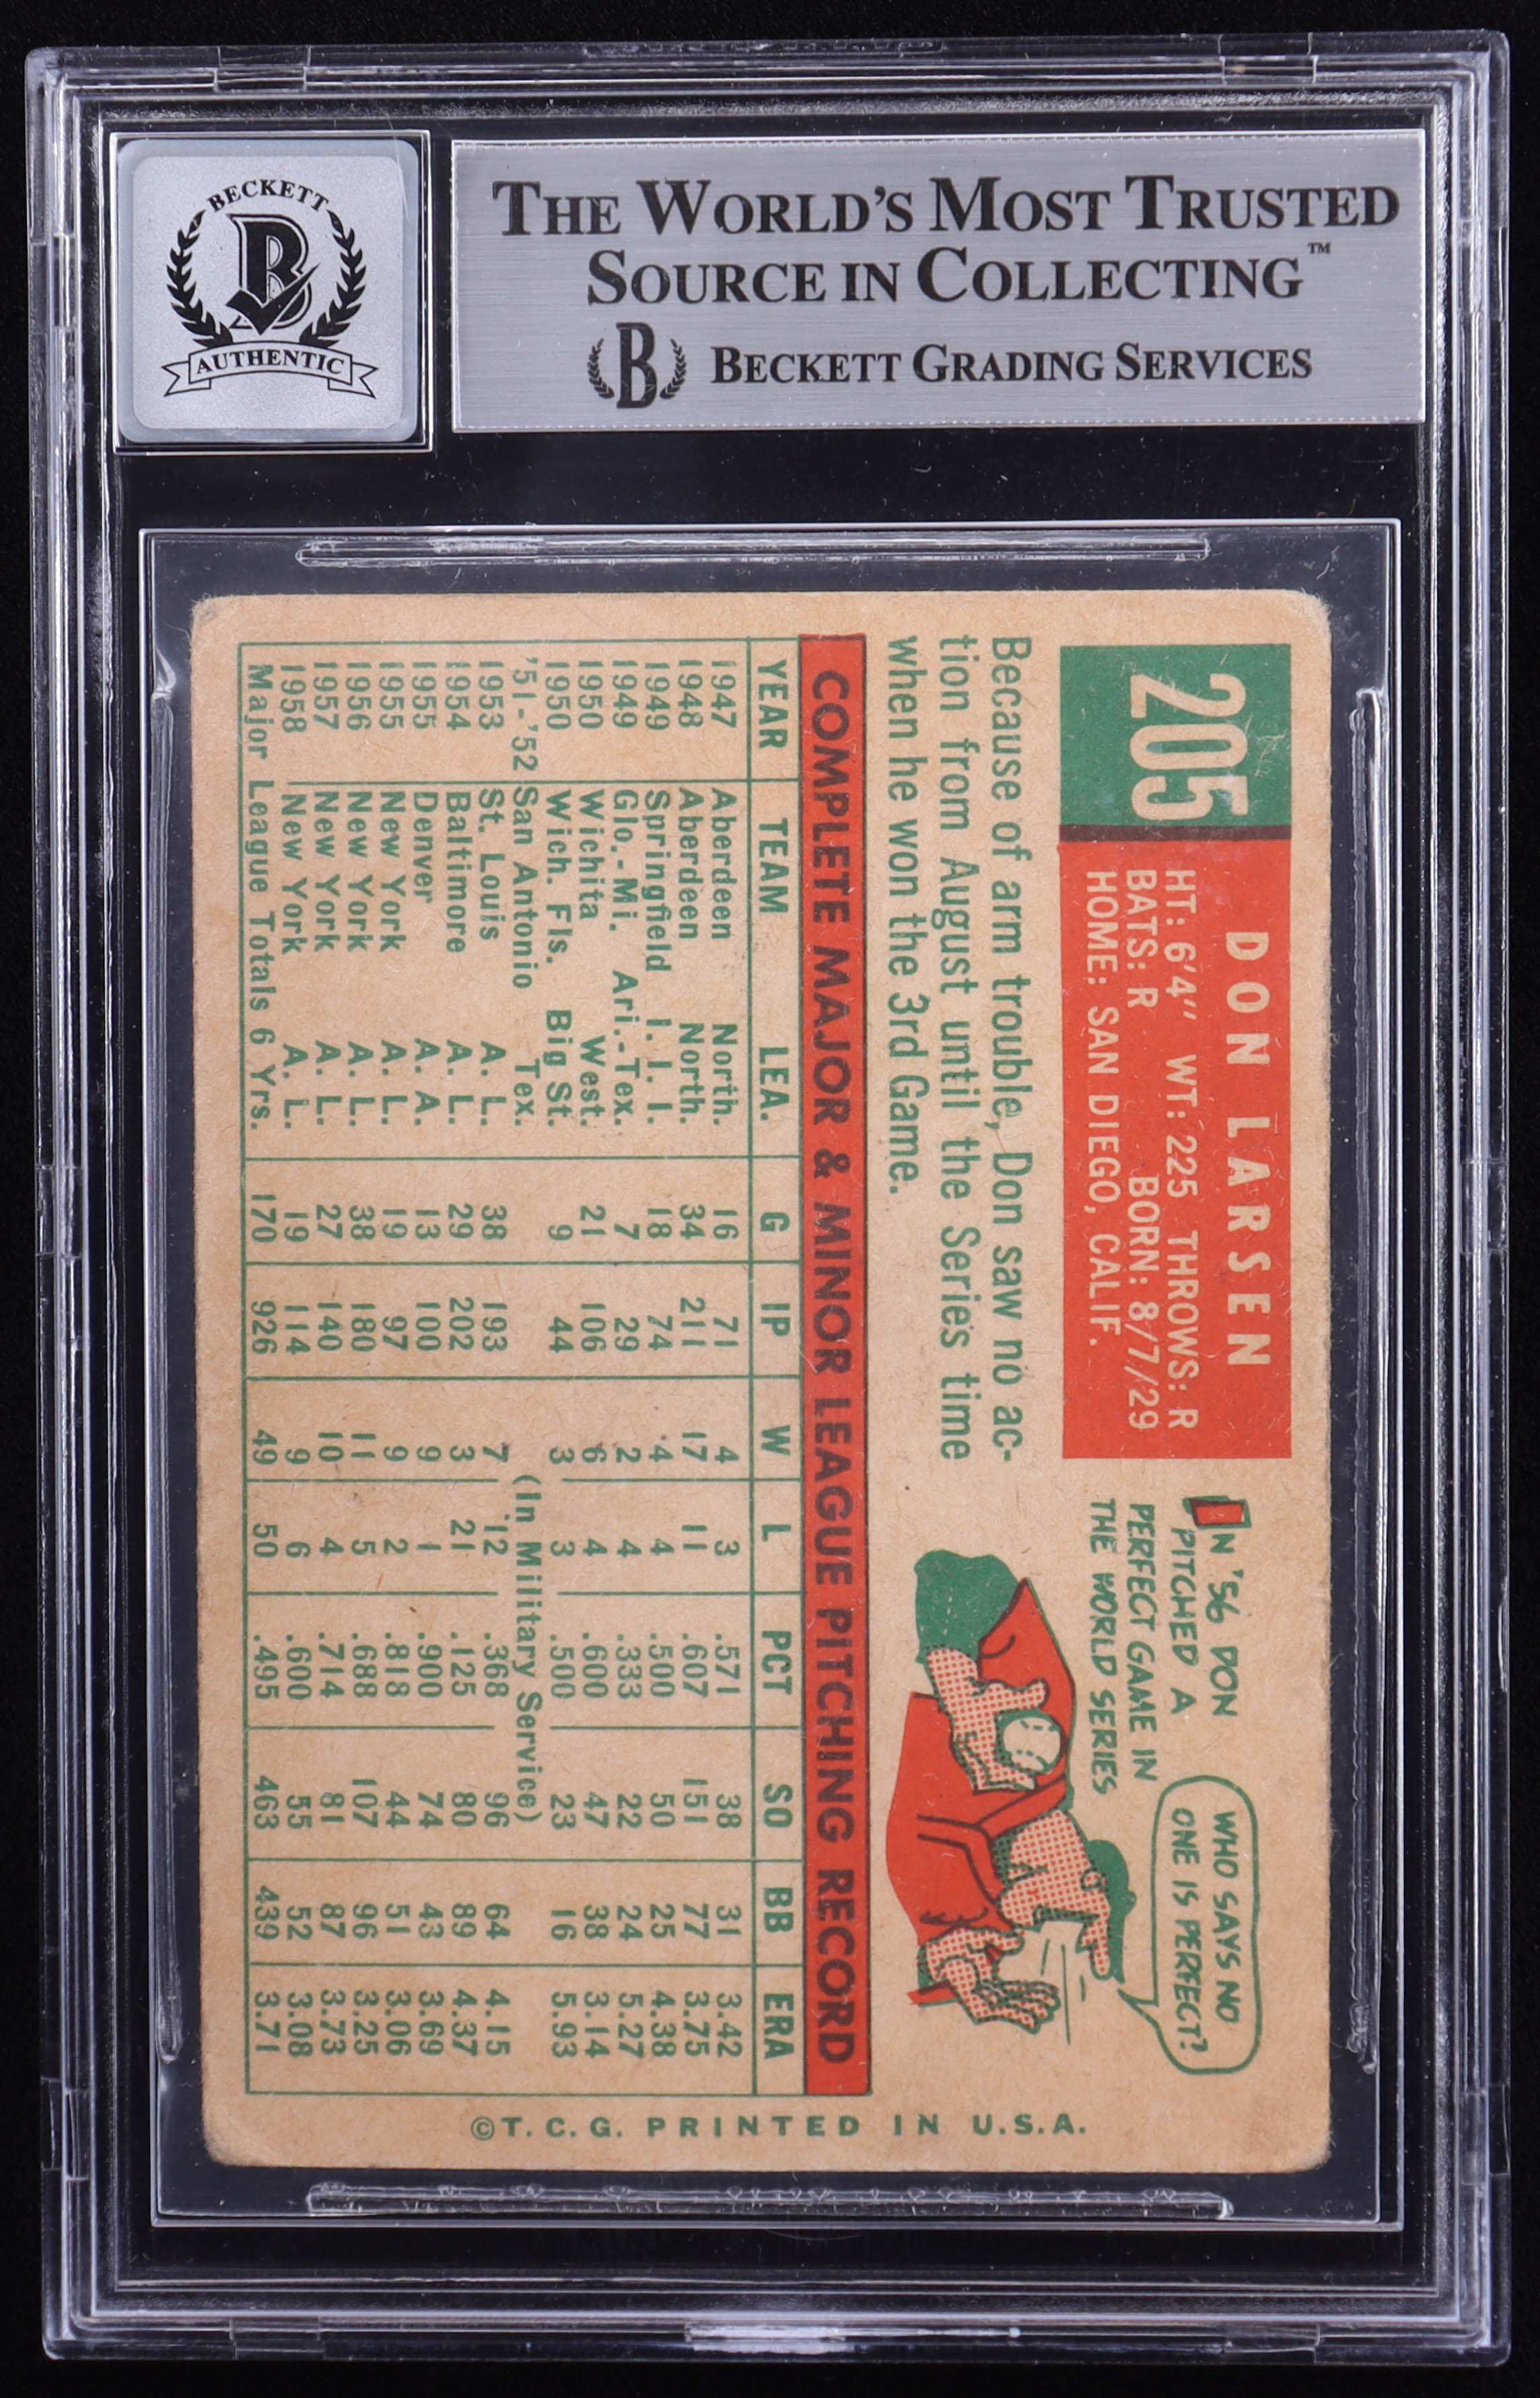 BECKETT
AUTHENTIC
THE WORLD'S MOST TRUSTED
SOURCE IN COLLECTING™
B BECKETT GRADING SERVICES
205
DON LARSEN
HT: 6'4" WT: 225 THROWS: R
BATS: R BORN: 8/7/29
HOME: SAN DIEGO, CALIF.
IN '56 DON
PITCHED A
PERFECT GAME IN
THE WORLD SERIES
WHO SAYS NO
ONE IS PERFECT?
Because of arm trouble, Don saw no ac-
tion from August until the Series time
when he won the 3rd Game.
COMPLETE MAJOR & MINOR LEAGUE PITCHING RECORD
YEAR TEAM LEA. G IP W L PCT SO BB ERA
1947 Aberdeen North. 16 71 4 3 .571 38 31 3.42
1948 Aberdeen North. 34 211 17 11 .607 151 77 3.75
1949 Springfield I. I. I. 18 74 4 4 .500 50 25 4.38
1949 Glo.-Mi. Ari.-Tex. 7 29 2 4 .333 22 24 5.27
1950 Wichita West. 21 106 6 4 .600 47 38 3.14
1950 Wich. Fls. Big St. 9 44 3 3 .500 23 16 5.93
'51-'52 San Antonio Tex. (In Military Service)
1953 St. Louis A. L. 38 193 7 12 .368 96 64 4.15
1954 Baltimore A. L. 29 202 3 21 .125 80 89 4.37
1955 Denver A. A. 13 100 9 1 .900 74 43 3.69
1955 New York A. L. 19 97 9 2 .818 44 51 3.06
1956 New York A. L. 38 180 11 5 .688 107 96 3.25
1957 New York A. L. 27 140 10 4 .714 81 87 3.73
1958 New York A. L. 19 114 9 6 .600 55 52 3.08
Major League Totals 6 Yrs. 170 926 49 50 .495 463 439 3.71
©T. C. G. PRINTED IN U.S.A.